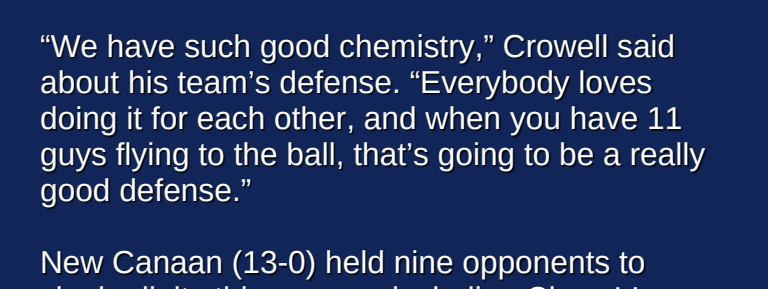 “We have such good chemistry,” Crowell said
about his team’s defense. “Everybody loves
doing it for each other, and when you have 11
guys flying to the ball, that’s going to be a really
good defense.”
New Canaan (13-0) held nine opponents to